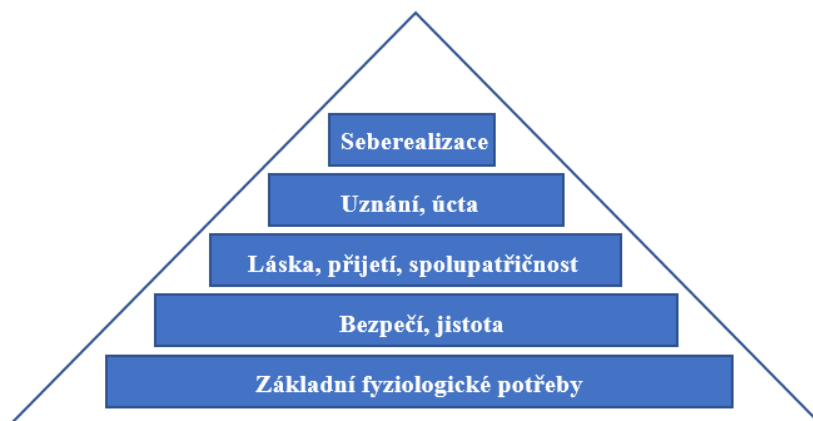 Seberealizace
Uznání, úcta
Láska, přijetí, spolupatřičnost
Bezpečí, jistota
Základní fyziologické potřeby